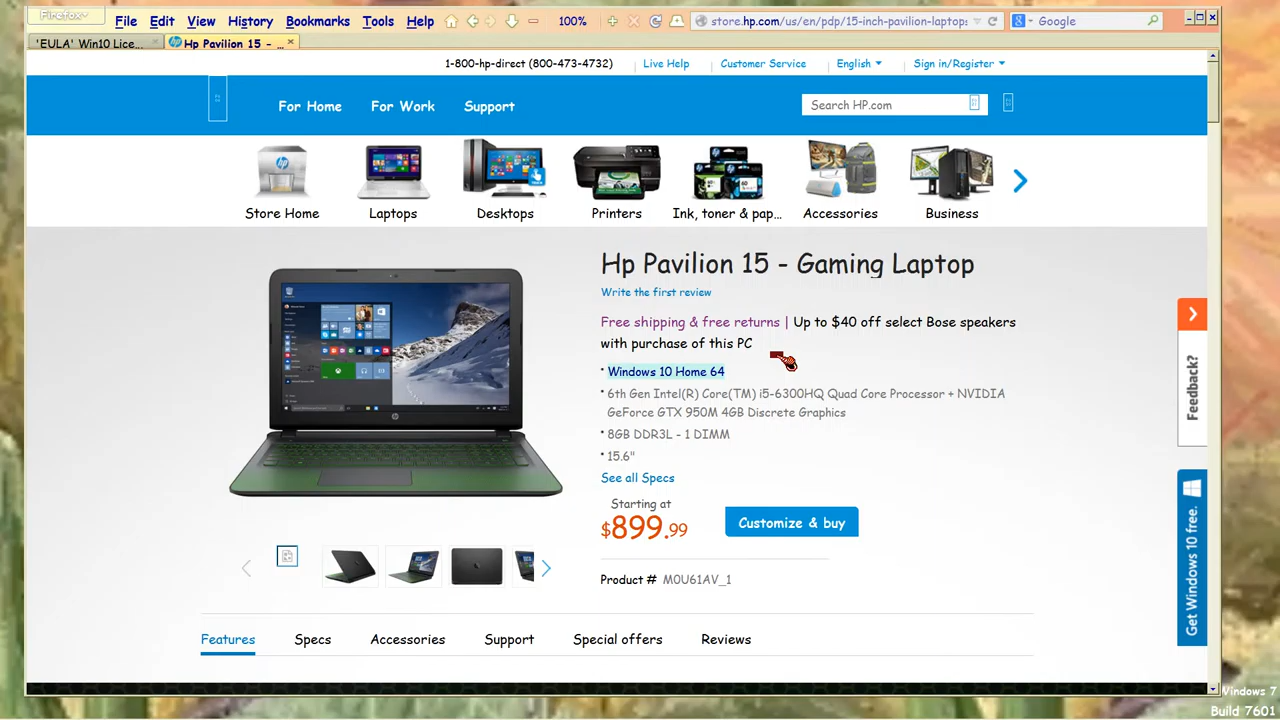 Firefox
File Edit View History Bookmarks Tools Help 100% store.hp.com/us/en/pdp/15-inch-pavilion-laptops Google
'EULA' Win10 Lice... Hp Pavilion 15 - ...
1-800-hp-direct (800-473-4732) Live Help Customer Service English Sign in/Register
For Home For Work Support Search HP.com
Store Home Laptops Desktops Printers Ink, toner & pap... Accessories Business
Hp Pavilion 15 - Gaming Laptop
Write the first review
Free shipping & free returns | Up to $40 off select Bose speakers
with purchase of this PC
Windows 10 Home 64
6th Gen Intel(R) Core(TM) i5-6300HQ Quad Core Processor + NVIDIA
GeForce GTX 950M 4GB Discrete Graphics
8GB DDR3L - 1 DIMM
15.6"
See all Specs
Starting at
$899.99
Customize & buy
Product # M0U61AV_1
Features Specs Accessories Support Special offers Reviews
Feedback?
Get Windows 10 free.
Windows 7
Build 7601